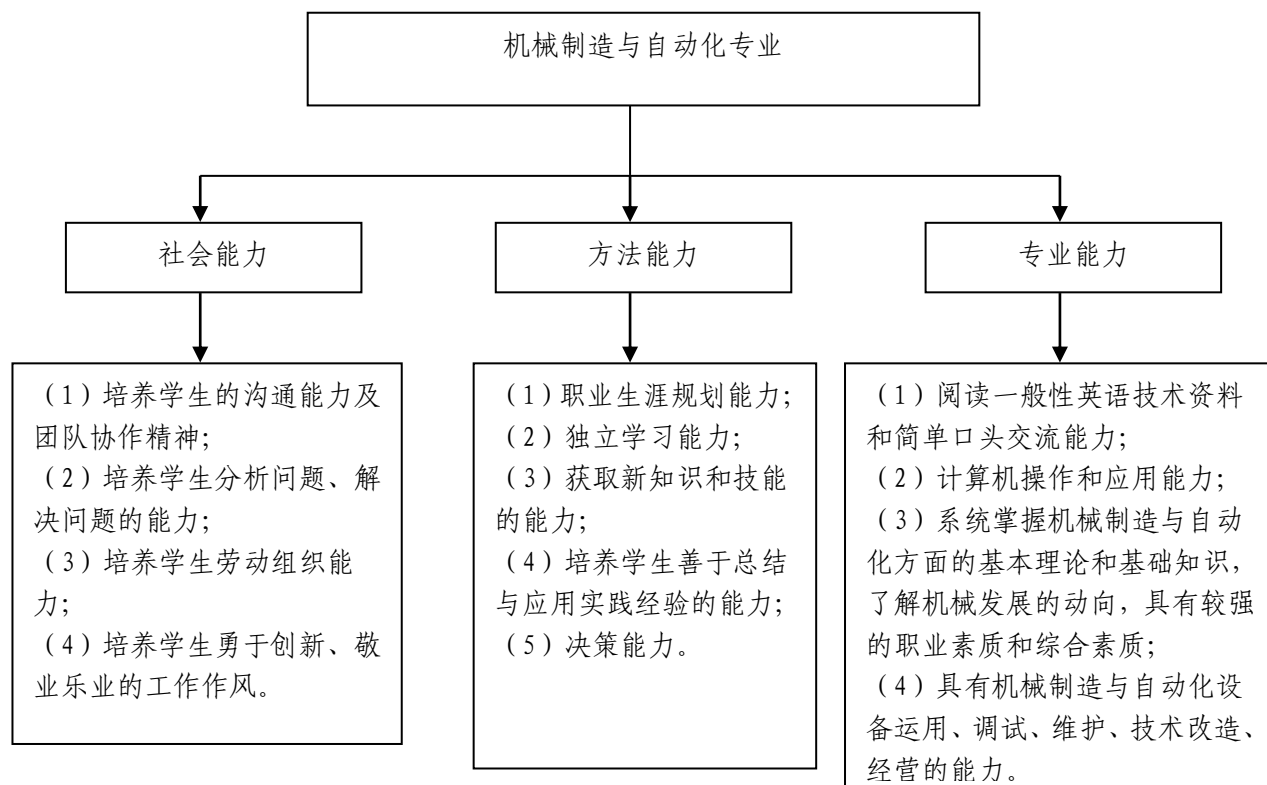 机械制造与自动化专业
社会能力
方法能力
专业能力
（1）培养学生的沟通能力及
团队协作精神；
（2）培养学生分析问题、解
决问题的能力；
（3）培养学生劳动组织能
力；
（4）培养学生勇于创新、敬
业乐业的工作作风。
（1）职业生涯规划能力；
（2）独立学习能力；
（3）获取新知识和技能
的能力；
（4）培养学生善于总结
与应用实践经验的能力；
（5）决策能力。
（1）阅读一般性英语技术资料
和简单口头交流能力；
（2）计算机操作和应用能力；
（3）系统掌握机械制造与自动
化方面的基本理论和基础知识，
了解机械发展的动向，具有较强
的职业素质和综合素质；
（4）具有机械制造与自动化设
备运用、调试、维护、技术改造、
经营的能力。